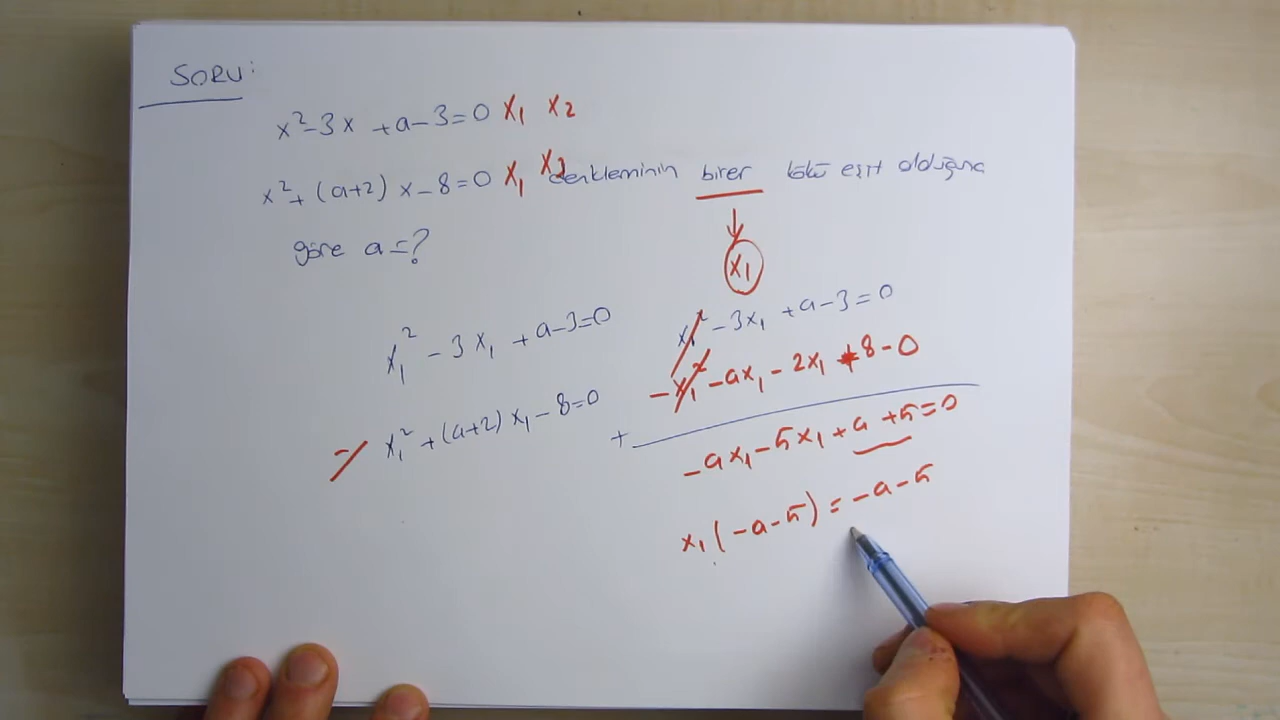 SORU:
x²-3x +a-3=0 x₁ x₂
x²+(a+2) x-8=0 x₁ x₂ denkleminin birer kökü eşit olduğuna
göre a=?
x₁
x₁² - 3x₁ +a-3=0
- x₁² +(a+2) x₁-8=0
x₁² -3x₁ +a-3=0
-x₁² -ax₁ - 2x₁ +8-0
+
-ax₁-5x₁+a+5=0
x₁(-a-5) = -a-5